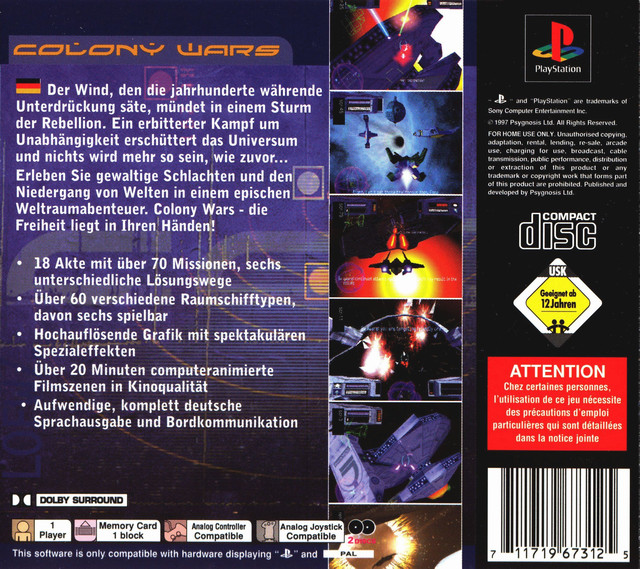 COLONY WARS
Der Wind, den die jahrhunderte währende
Unterdrückung säte, mündet in einem Sturm
der Rebellion. Ein erbitterter Kampf um
Unabhängigkeit erschüttert das Universum
und nichts wird mehr so sein, wie zuvor...
Erleben Sie gewaltige Schlachten und den
Niedergang von Welten in einem epischen
Weltraumabenteuer. Colony Wars - die
Freiheit liegt in Ihren Händen!
• 18 Akte mit über 70 Missionen, sechs
unterschiedliche Lösungswege
• Über 60 verschiedene Raumschifftypen,
davon sechs spielbar
• Hochauflösende Grafik mit spektakulären
Spezialeffekten
• Über 20 Minuten computeranimierte
Filmszenen in Kinoqualität
• Aufwendige, komplett deutsche
Sprachausgabe und Bordkommunikation
DOLBY SURROUND
1
Player
Memory Card
1 block
Analog Controller
Compatible
Analog Joystick
Compatible
2 Discs
This software is only compatible with hardware displaying "PS" and
PAL
PlayStation
"PS" and "PlayStation" are trademarks of
Sony Computer Entertainment Inc.
© 1997 Psygnosis Ltd. All Rights Reserved.
FOR HOME USE ONLY. Unauthorised copying,
adaptation, rental, lending, re-sale, arcade
use, charging for use, broadcast, cable
transmission, public performance, distribution
or extraction of this product or any
trademark or copyright work that forms part
of this product are prohibited. Published and
developed by Psygnosis Ltd.
COMPACT
disc
USK
Geeignet ab
12 Jahren
ATTENTION
Chez certaines personnes,
l'utilisation de ce jeu nécessite
des précautions d'emploi
particulières qui sont détaillées
dans la notice jointe
7 11719 67312 5